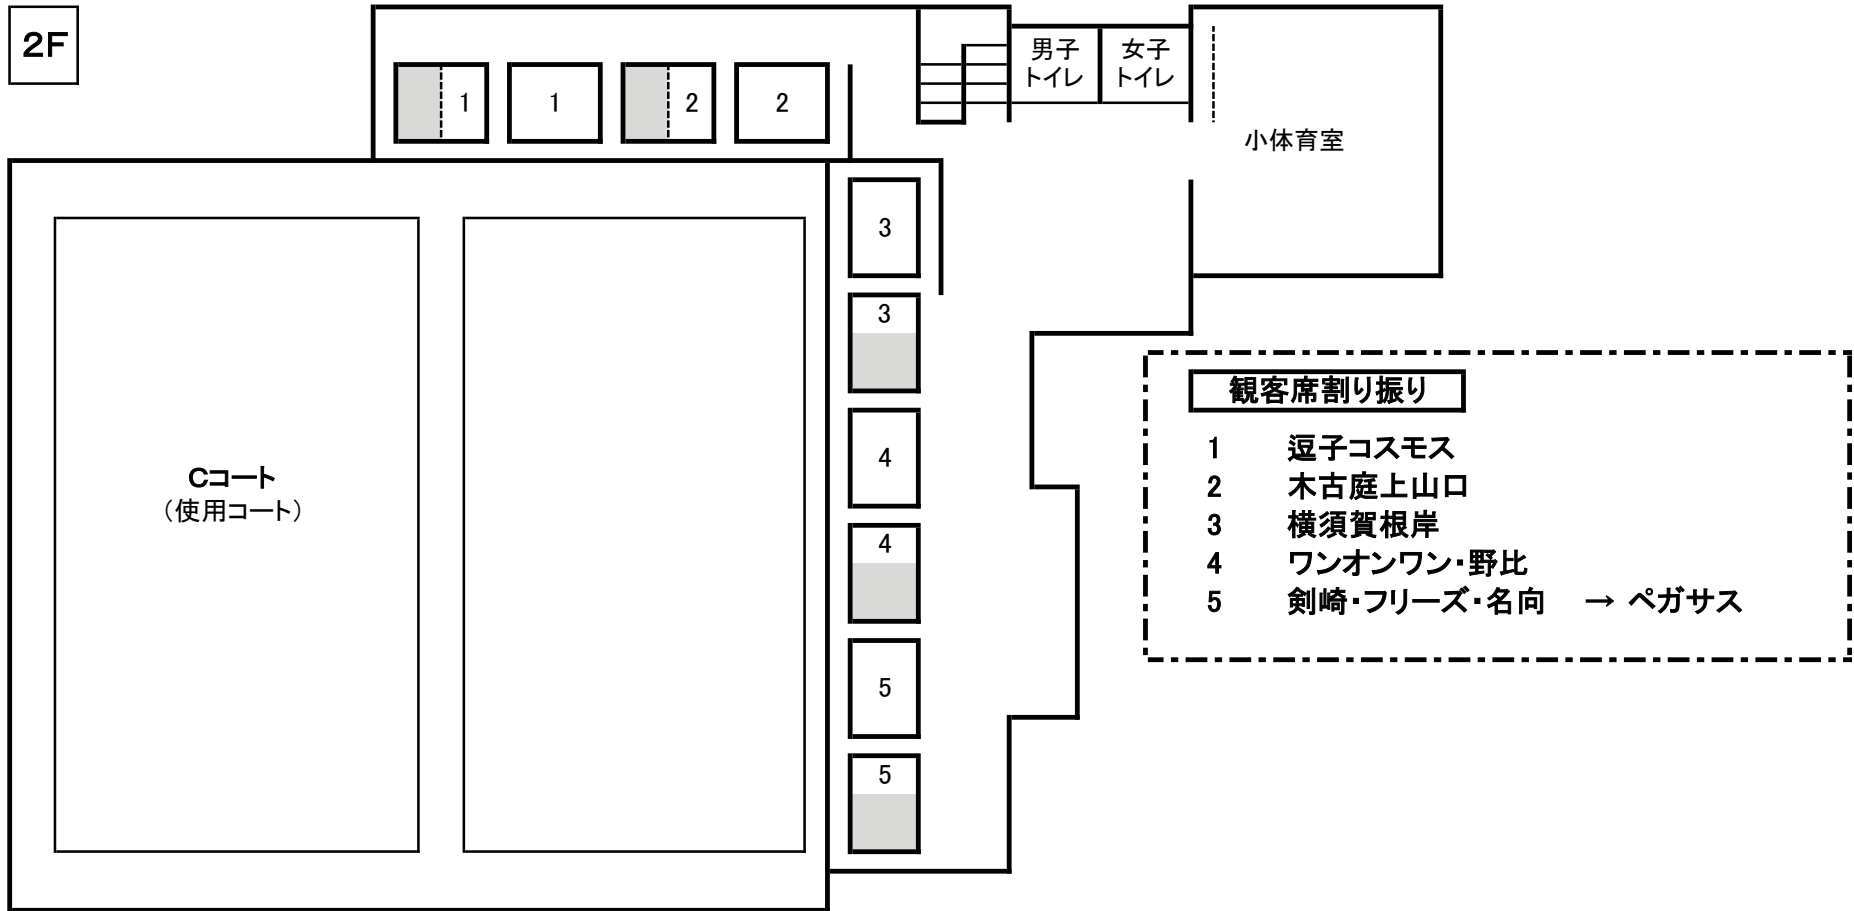 2F
男子
トイレ
女子
トイレ
1
1
2
2
小体育室
3
3
4
4
5
5
Cコート
（使用コート）
観客席割り振り
1 逗子コスモス
2 木古庭上山口
3 横須賀根岸
4 ワンオンワン・野比
5 剣崎・フリーズ・名向 → ペガサス